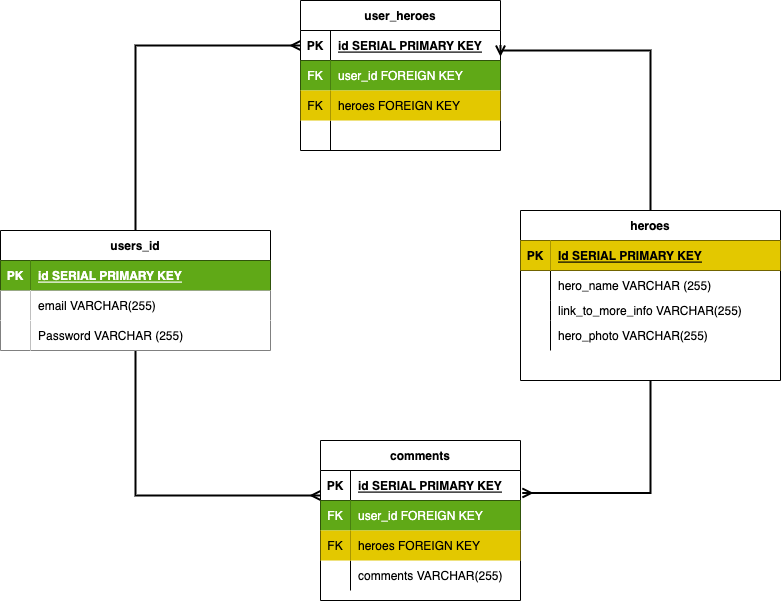 user_heroes
PK id SERIAL PRIMARY KEY
FK user_id FOREIGN KEY
FK heroes FOREIGN KEY
users_id
PK id SERIAL PRIMARY KEY
email VARCHAR(255)
Password VARCHAR (255)
heroes
PK id SERIAL PRIMARY KEY
hero_name VARCHAR (255)
link_to_more_info VARCHAR(255)
hero_photo VARCHAR(255)
comments
PK id SERIAL PRIMARY KEY
FK user_id FOREIGN KEY
FK heroes FOREIGN KEY
comments VARCHAR(255)